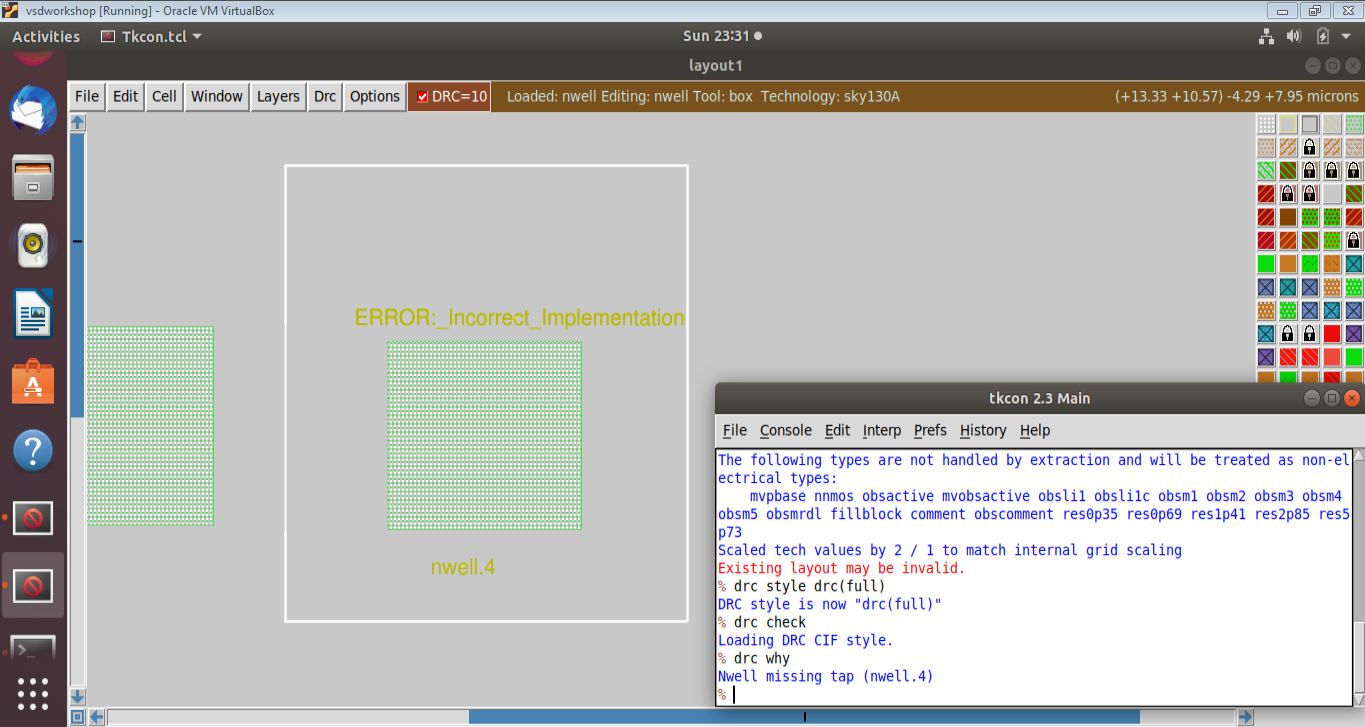 vsdworkshop [Running] - Oracle VM VirtualBox
Activities Tkcon.tcl Sun 23:31
layout1
File Edit Cell Window Layers Drc Options DRC=10 Loaded: nwell Editing: nwell Tool: box Technology: sky130A (+13.33 +10.57) -4.29 +7.95 microns
ERROR:_Incorrect_Implementation
nwell.4
tkcon 2.3 Main
File Console Edit Interp Prefs History Help
The following types are not handled by extraction and will be treated as non-el
ectrical types:
mvpbase nnmos obsactive mvobsactive obsli1 obsli1c obsm1 obsm2 obsm3 obsm4
obsm5 obsmrdl fillblock comment obscomment res0p35 res0p69 res1p41 res2p85 res5
p73
Scaled tech values by 2 / 1 to match internal grid scaling
Existing layout may be invalid.
% drc style drc(full)
DRC style is now "drc(full)"
% drc check
Loading DRC CIF style.
% drc why
Nwell missing tap (nwell.4)
%